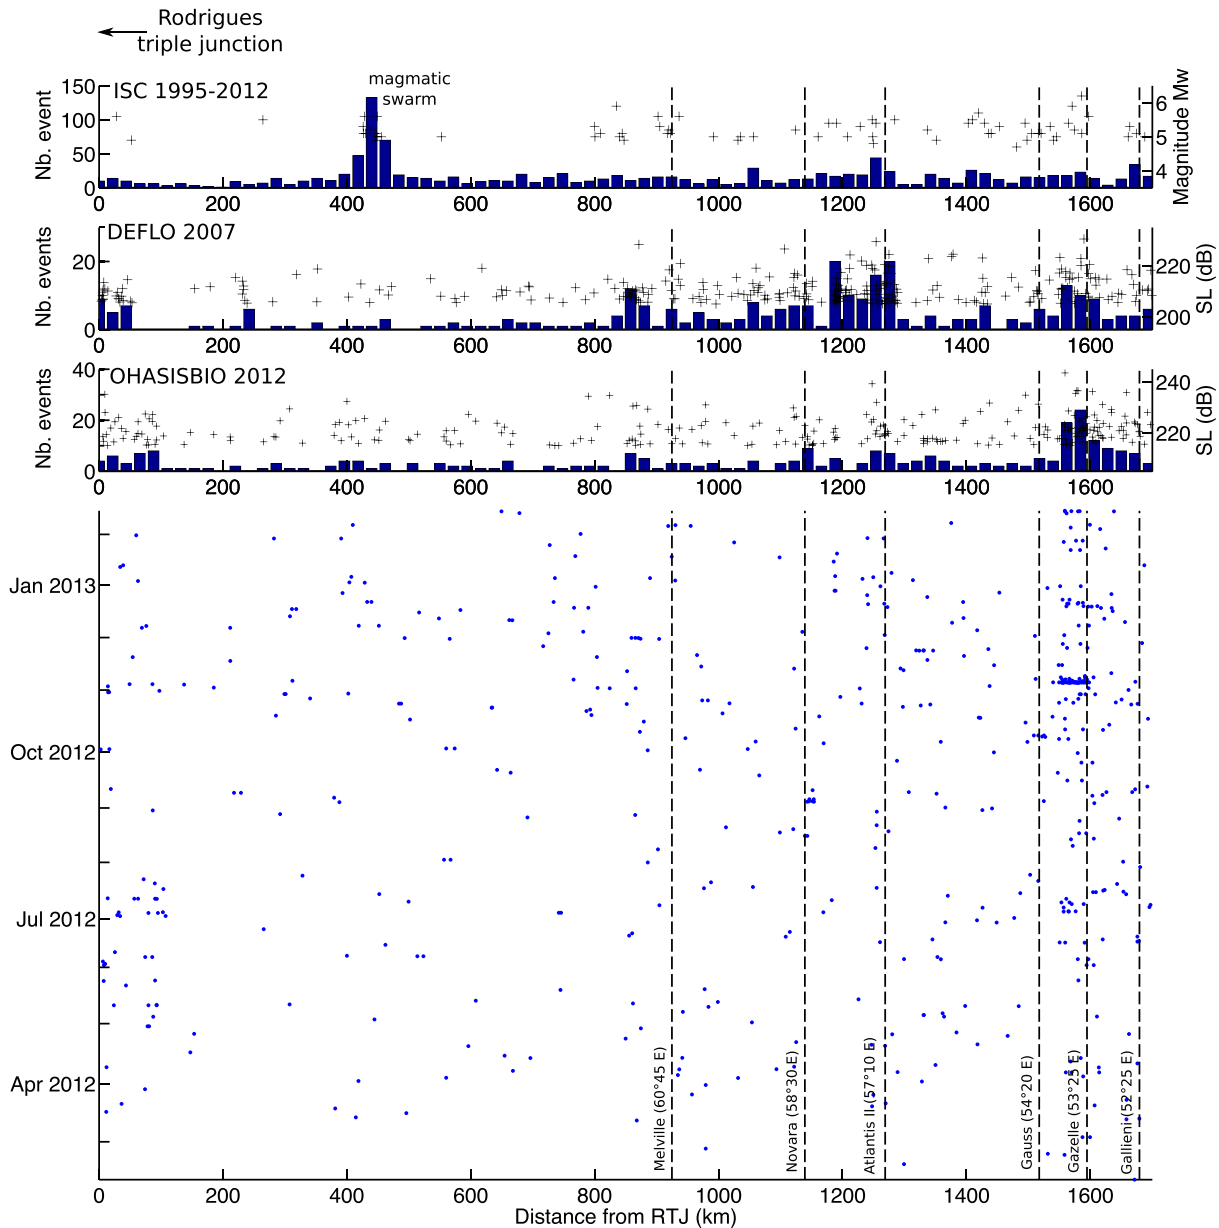 Rodrigues
triple junction
ISC 1995-2012
magmatic
swarm
Nb. event
150
100
50
0
6
5
4
Magnitude Mw
0 200 400 600 800 1000 1200 1400 1600
DEFLO 2007
Nb. events
20
0
220
200
SL (dB)
0 200 400 600 800 1000 1200 1400 1600
OHASISBIO 2012
Nb. events
40
20
0
240
220
SL (dB)
0 200 400 600 800 1000 1200 1400 1600
Jan 2013
Oct 2012
Jul 2012
Apr 2012
Melville (60°45 E)
Novara (58°30 E)
Atlantis II (57°10 E)
Gauss (54°20 E)
Gazelle (53°25 E)
Gallieni (52°25 E)
0 200 400 600 800 1000 1200 1400 1600
Distance from RTJ (km)